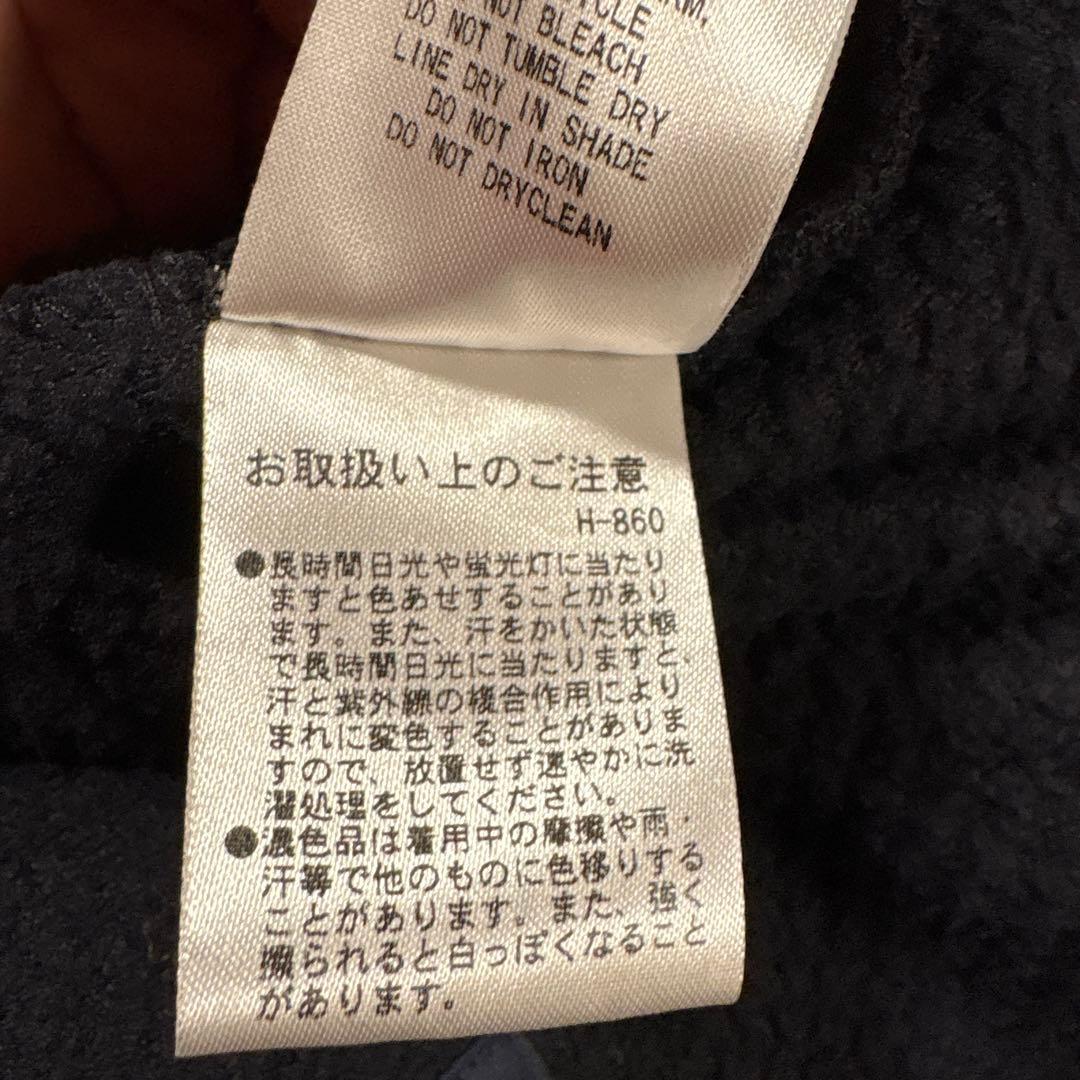 CYCLE
NOT BLEACH
DO NOT TUMBLE DRY
LINE DRY IN SHADE
DO NOT IRON
DO NOT DRYCLEAN
お取扱い上のご注意
H-860
●長時間日光や蛍光灯に当たり
ますと色あせすることがあり
ます。また、汗をかいた状態
で長時間日光に当たりますと、
汗と紫外線の複合作用により
まれに変色することがありま
すので、放置せず速やかに洗
濯処理をしてください。
●濃色品は着用中の摩擦や雨・
汗等で他のものに色移りする
ことがあります。また、強く
擦られると白っぽくなること
があります。